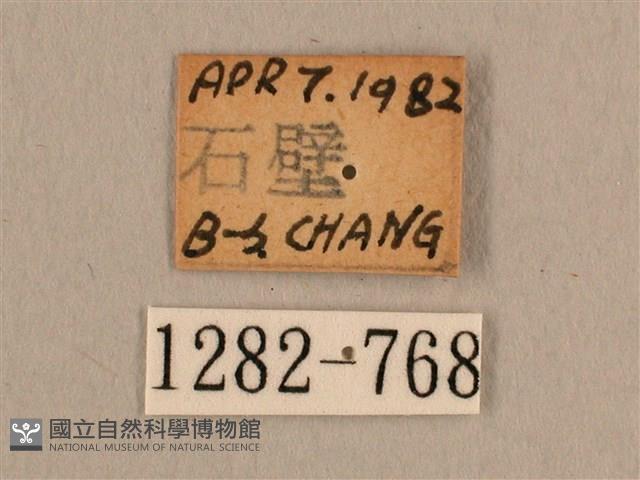 APR 7. 1982
石壁
B-S. CHANG
1282-768
國立自然科學博物館
NATIONAL MUSEUM OF NATURAL SCIENCE